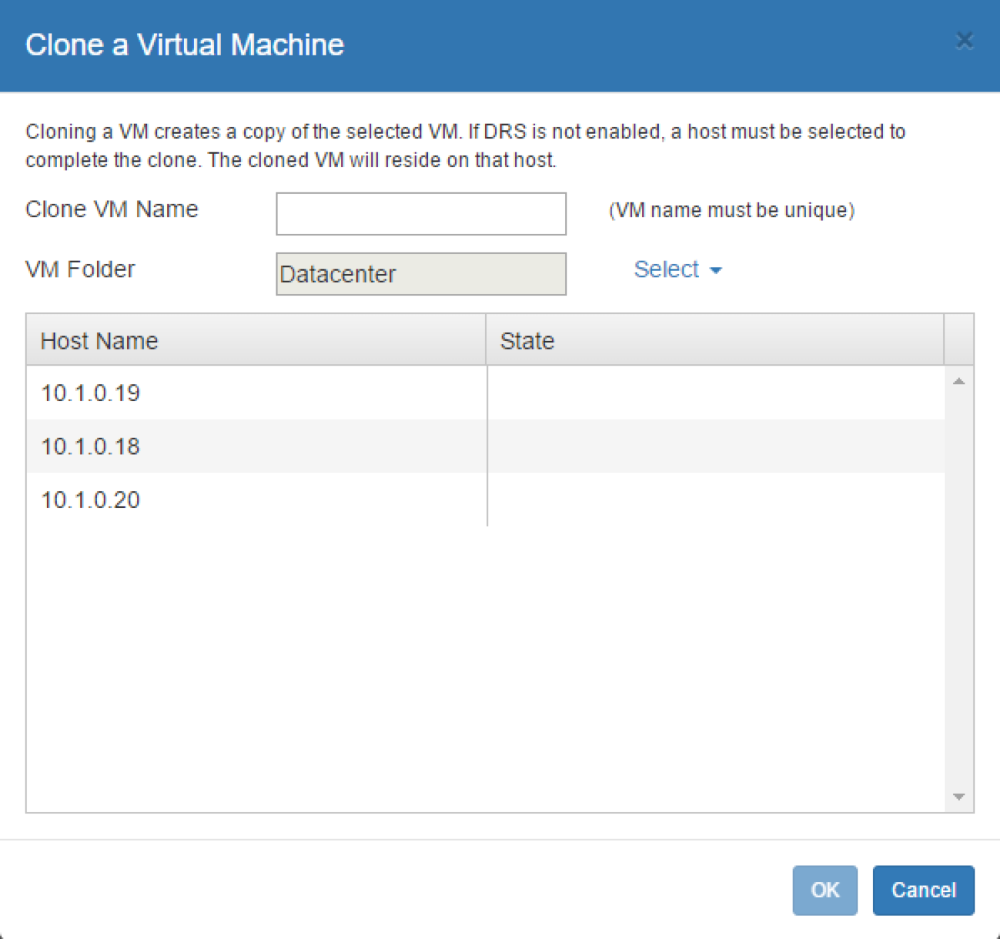 Clone a Virtual Machine
Cloning a VM creates a copy of the selected VM. If DRS is not enabled, a host must be selected to
complete the clone. The cloned VM will reside on that host.
Clone VM Name (VM name must be unique)
VM Folder Datacenter Select
Host Name State
10.1.0.19
10.1.0.18
10.1.0.20
OK Cancel